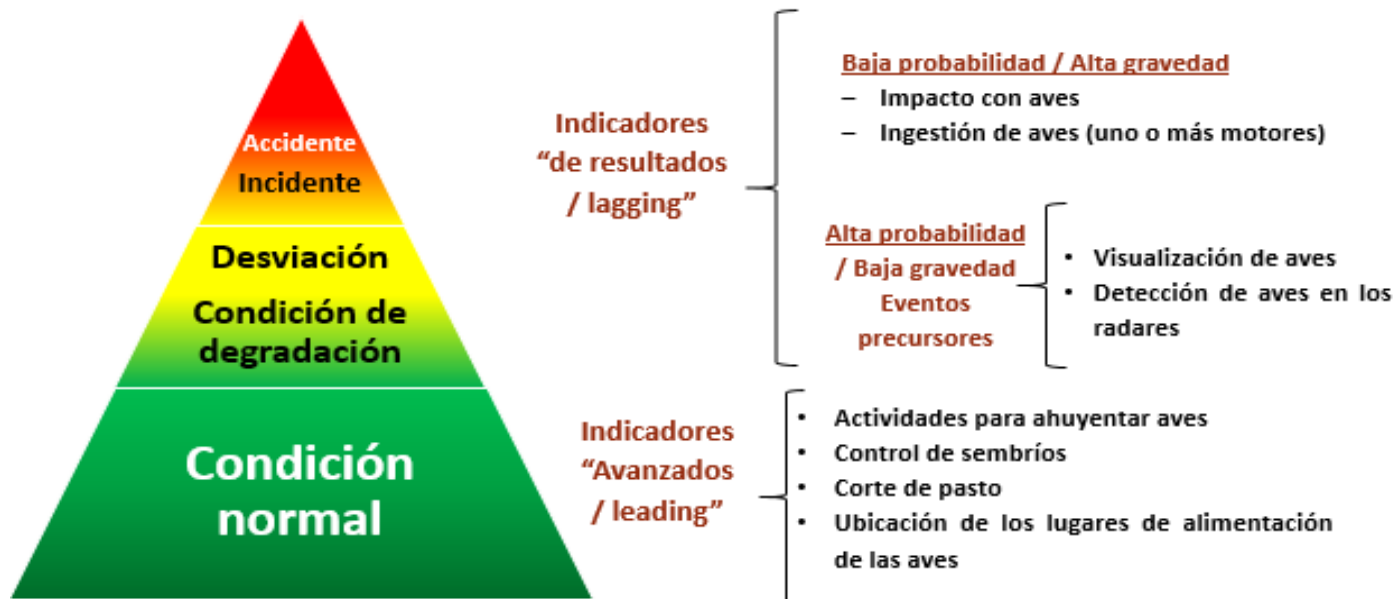 Accidente
Incidente
Desviación
Condición de
degradación
Condición
normal
Indicadores
“de resultados
/ lagging”
Baja probabilidad / Alta gravedad
– Impacto con aves
– Ingestión de aves (uno o más motores)
Alta probabilidad
/ Baja gravedad
Eventos
precursores
• Visualización de aves
• Detección de aves en los
radares
Indicadores
“Avanzados
/ leading”
• Actividades para ahuyentar aves
• Control de sembríos
• Corte de pasto
• Ubicación de los lugares de alimentación
de las aves